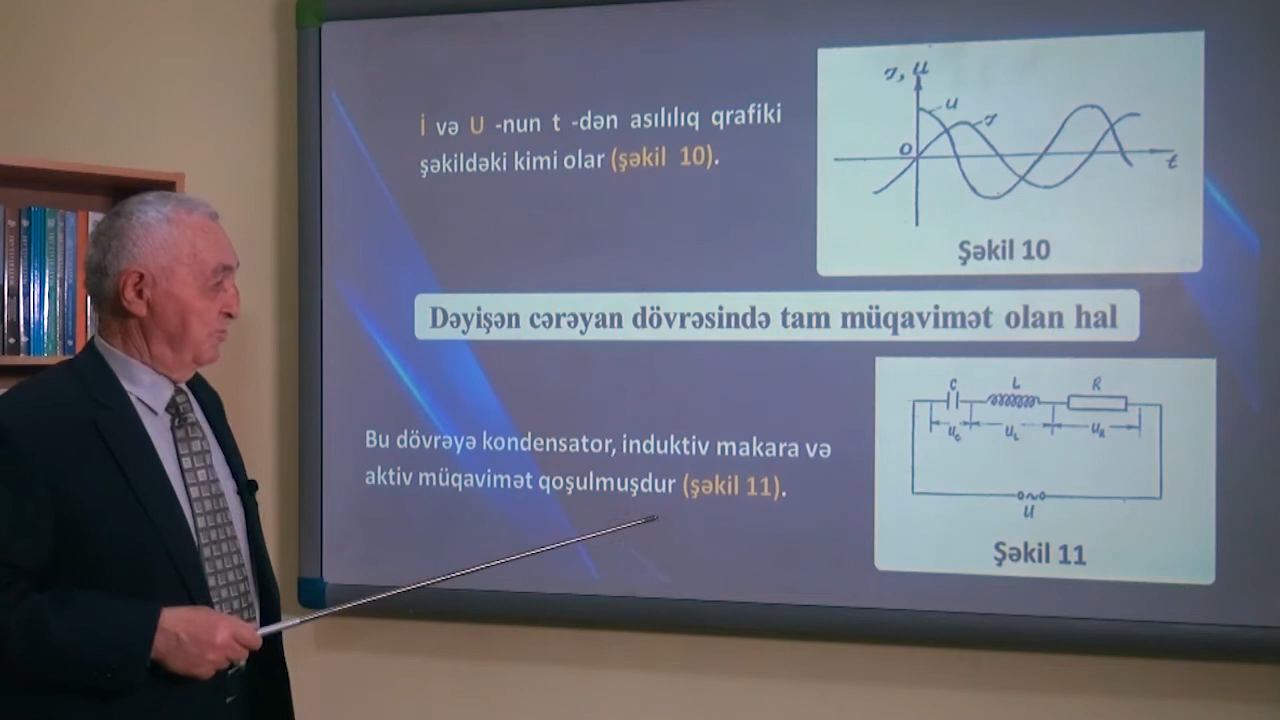 İ və U -nun t -dən asılılıq qrafiki
şəkildəki kimi olar (şəkil 10).
I, U
U
I
O
t
Şəkil 10
Dəyişən cərəyan dövrəsində tam müqavimət olan hal
Bu dövrəyə kondensator, induktiv makara və
aktiv müqavimət qoşulmuşdur (şəkil 11).
C L R
U_C U_L U_R
U
Şəkil 11